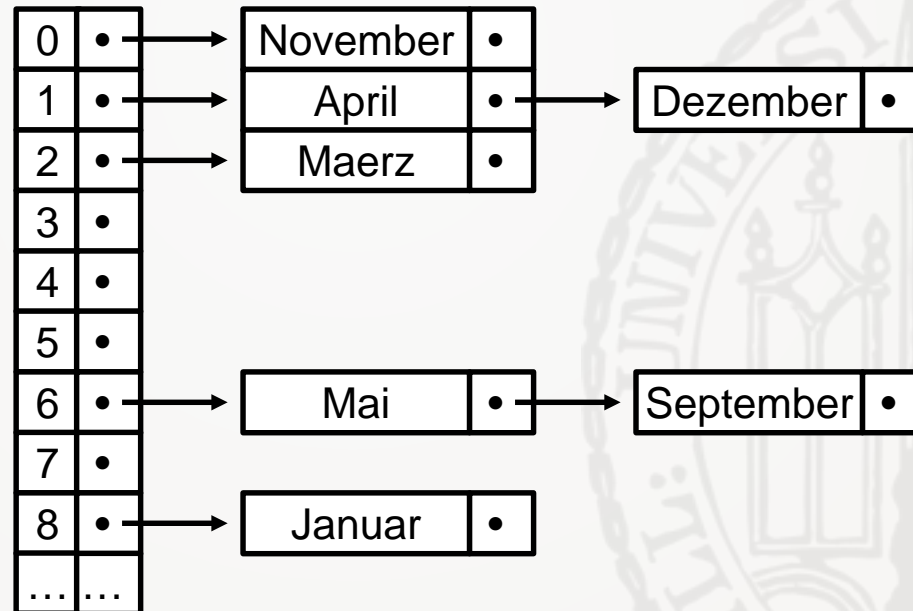 0 • November •
1 • April • Dezember •
2 • Maerz •
3 •
4 •
5 •
6 • Mai • September •
7 •
8 • Januar •
... ...